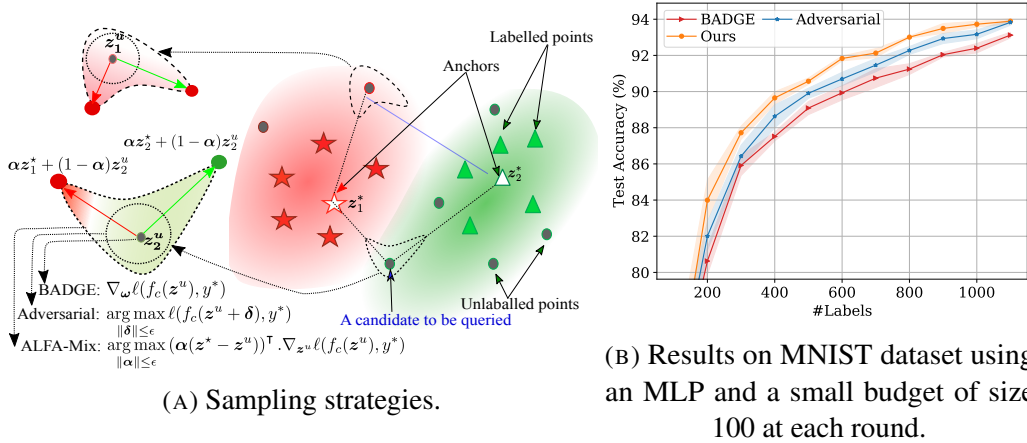 z₁ᵘ
αz₁⋆ + (1 − α)z₂ᵘ
αz₂⋆ + (1 − α)z₂ᵘ
z₂ᵘ
Labelled points
Anchors
z₁*
z₂*
Unlaballed points
A candidate to be queried
BADGE: ∇ω ℓ(f_c(zᵘ), y*)
Adversarial: arg max ℓ(f_c(zᵘ + δ), y*)
‖δ‖≤ϵ
ALFA-Mix: arg max (α(z⋆ − zᵘ))ᵀ .∇_zᵘ ℓ(f_c(zᵘ), y*)
‖α‖≤ϵ
(A) Sampling strategies.
BADGE
Adversarial
Ours
Test Accuracy (%)
94
92
90
88
86
84
82
80
200 400 600 800 1000
#Labels
(B) Results on MNIST dataset using
an MLP and a small budget of size
100 at each round.